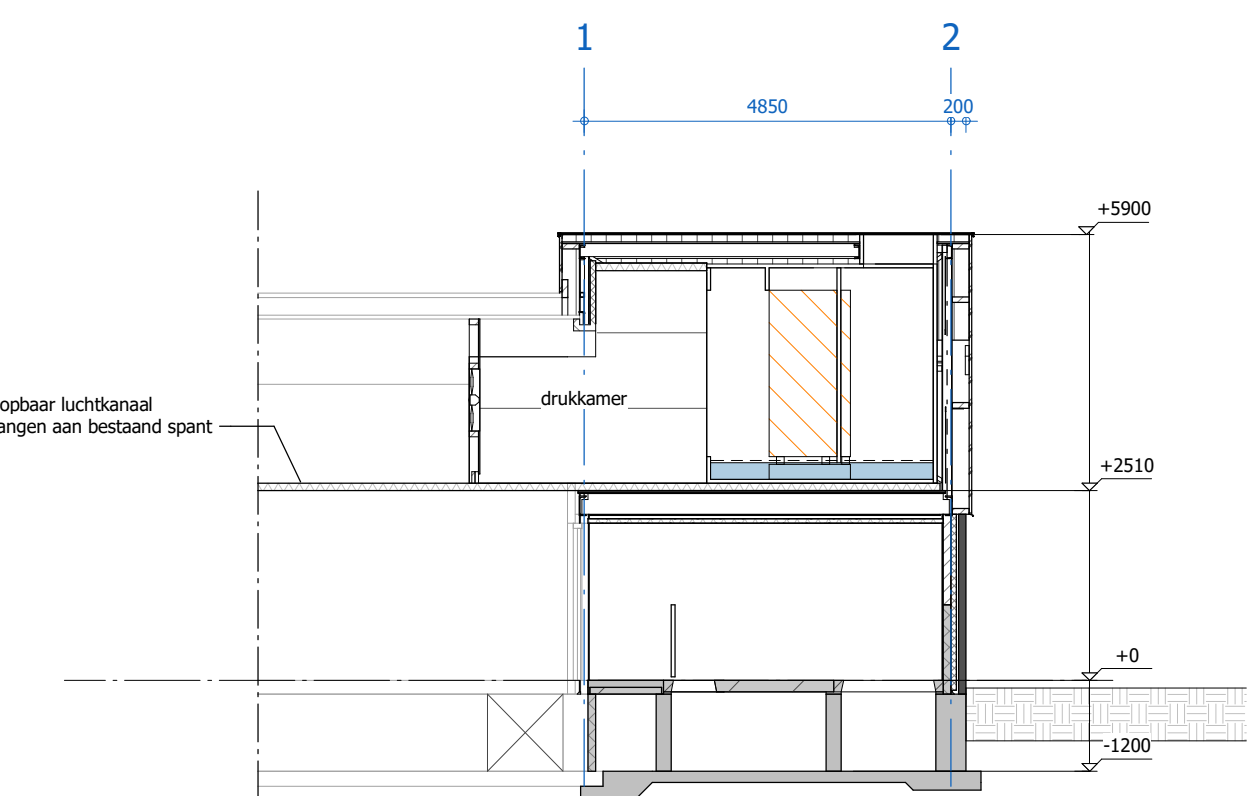 1
2
4850
200
+5900
opbaar luchtkanaal
angen aan bestaand spant
drukkamer
+2510
+0
-1200